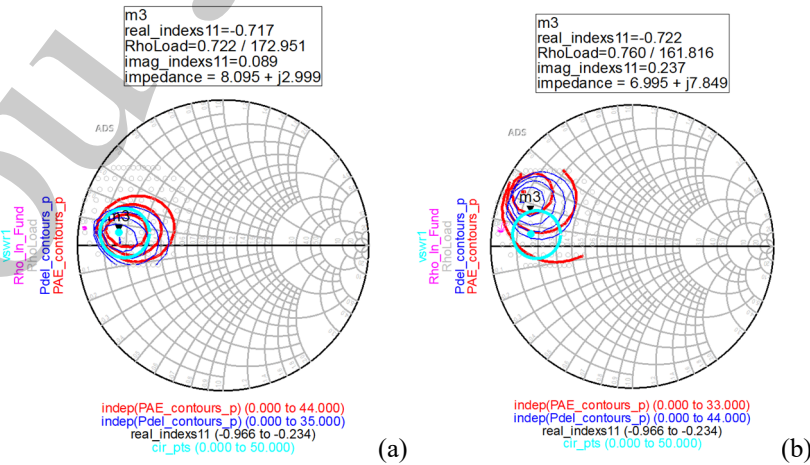 m3
real_indexs11=-0.717
RhoLoad=0.722 / 172.951
imag_indexs11=0.089
impedance = 8.095 + j2.999
ADS
m3
vswr1
Rho_In_Fund
RhoLoad
Pdel_contours_p
PAE_contours_p
indep(PAE_contours_p) (0.000 to 44.000)
indep(Pdel_contours_p) (0.000 to 35.000)
real_indexs11 (-0.966 to -0.234)
cir_pts (0.000 to 50.000)
(a)
m3
real_indexs11=-0.722
RhoLoad=0.760 / 161.816
imag_indexs11=0.237
impedance = 6.995 + j7.849
ADS
m3
vswr1
Rho_In_Fund
RhoLoad
Pdel_contours_p
PAE_contours_p
indep(PAE_contours_p) (0.000 to 33.000)
indep(Pdel_contours_p) (0.000 to 44.000)
real_indexs11 (-0.966 to -0.234)
cir_pts (0.000 to 50.000)
(b)